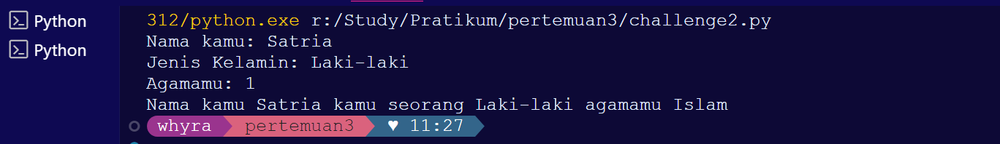 Python
Python
312/python.exe r:/Study/Pratikum/pertemuan3/challenge2.py
Nama kamu: Satria
Jenis Kelamin: Laki-laki
Agamamu: 1
Nama kamu Satria kamu seorang Laki-laki agamamu Islam
whyra pertemuan3 ♥ 11:27